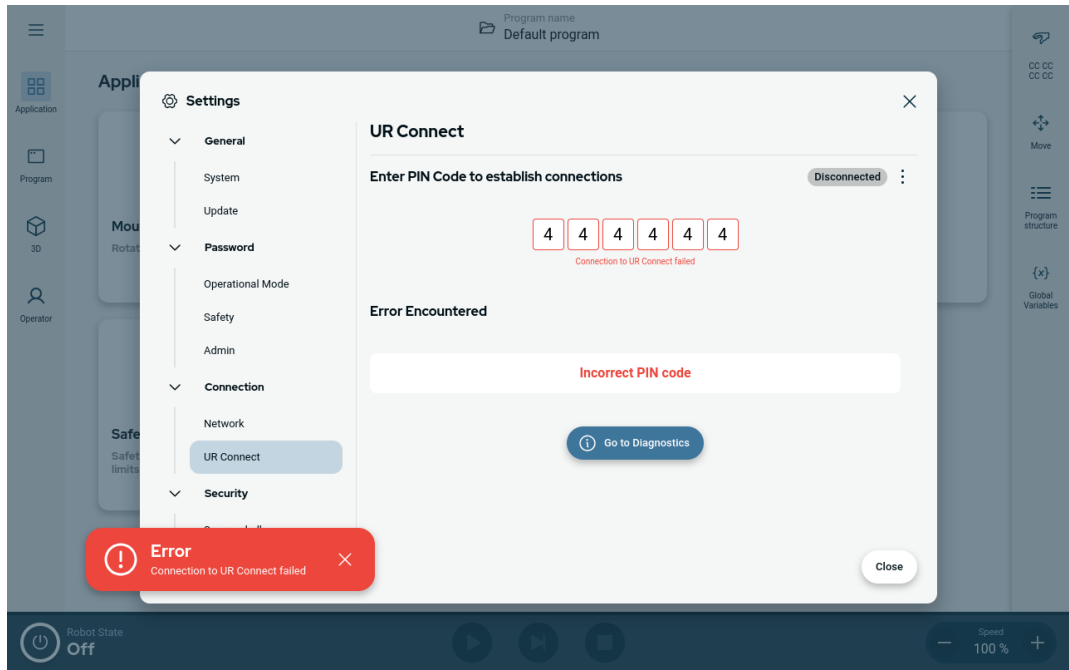 Program name
Default program
Application
Program
3D
Operator
Appli
Mou
Rotat
Safe
Safet
limits
Settings
General
System
Update
Password
Operational Mode
Safety
Admin
Connection
Network
UR Connect
Security
UR Connect
Enter PIN Code to establish connections
Disconnected
4 4 4 4 4 4
Connection to UR Connect failed
Error Encountered
Incorrect PIN code
Go to Diagnostics
Close
Error
Connection to UR Connect failed
CC CC
CC CC
Move
Program
structure
{x}
Global
Variables
Robot State
Off
Speed
100 %